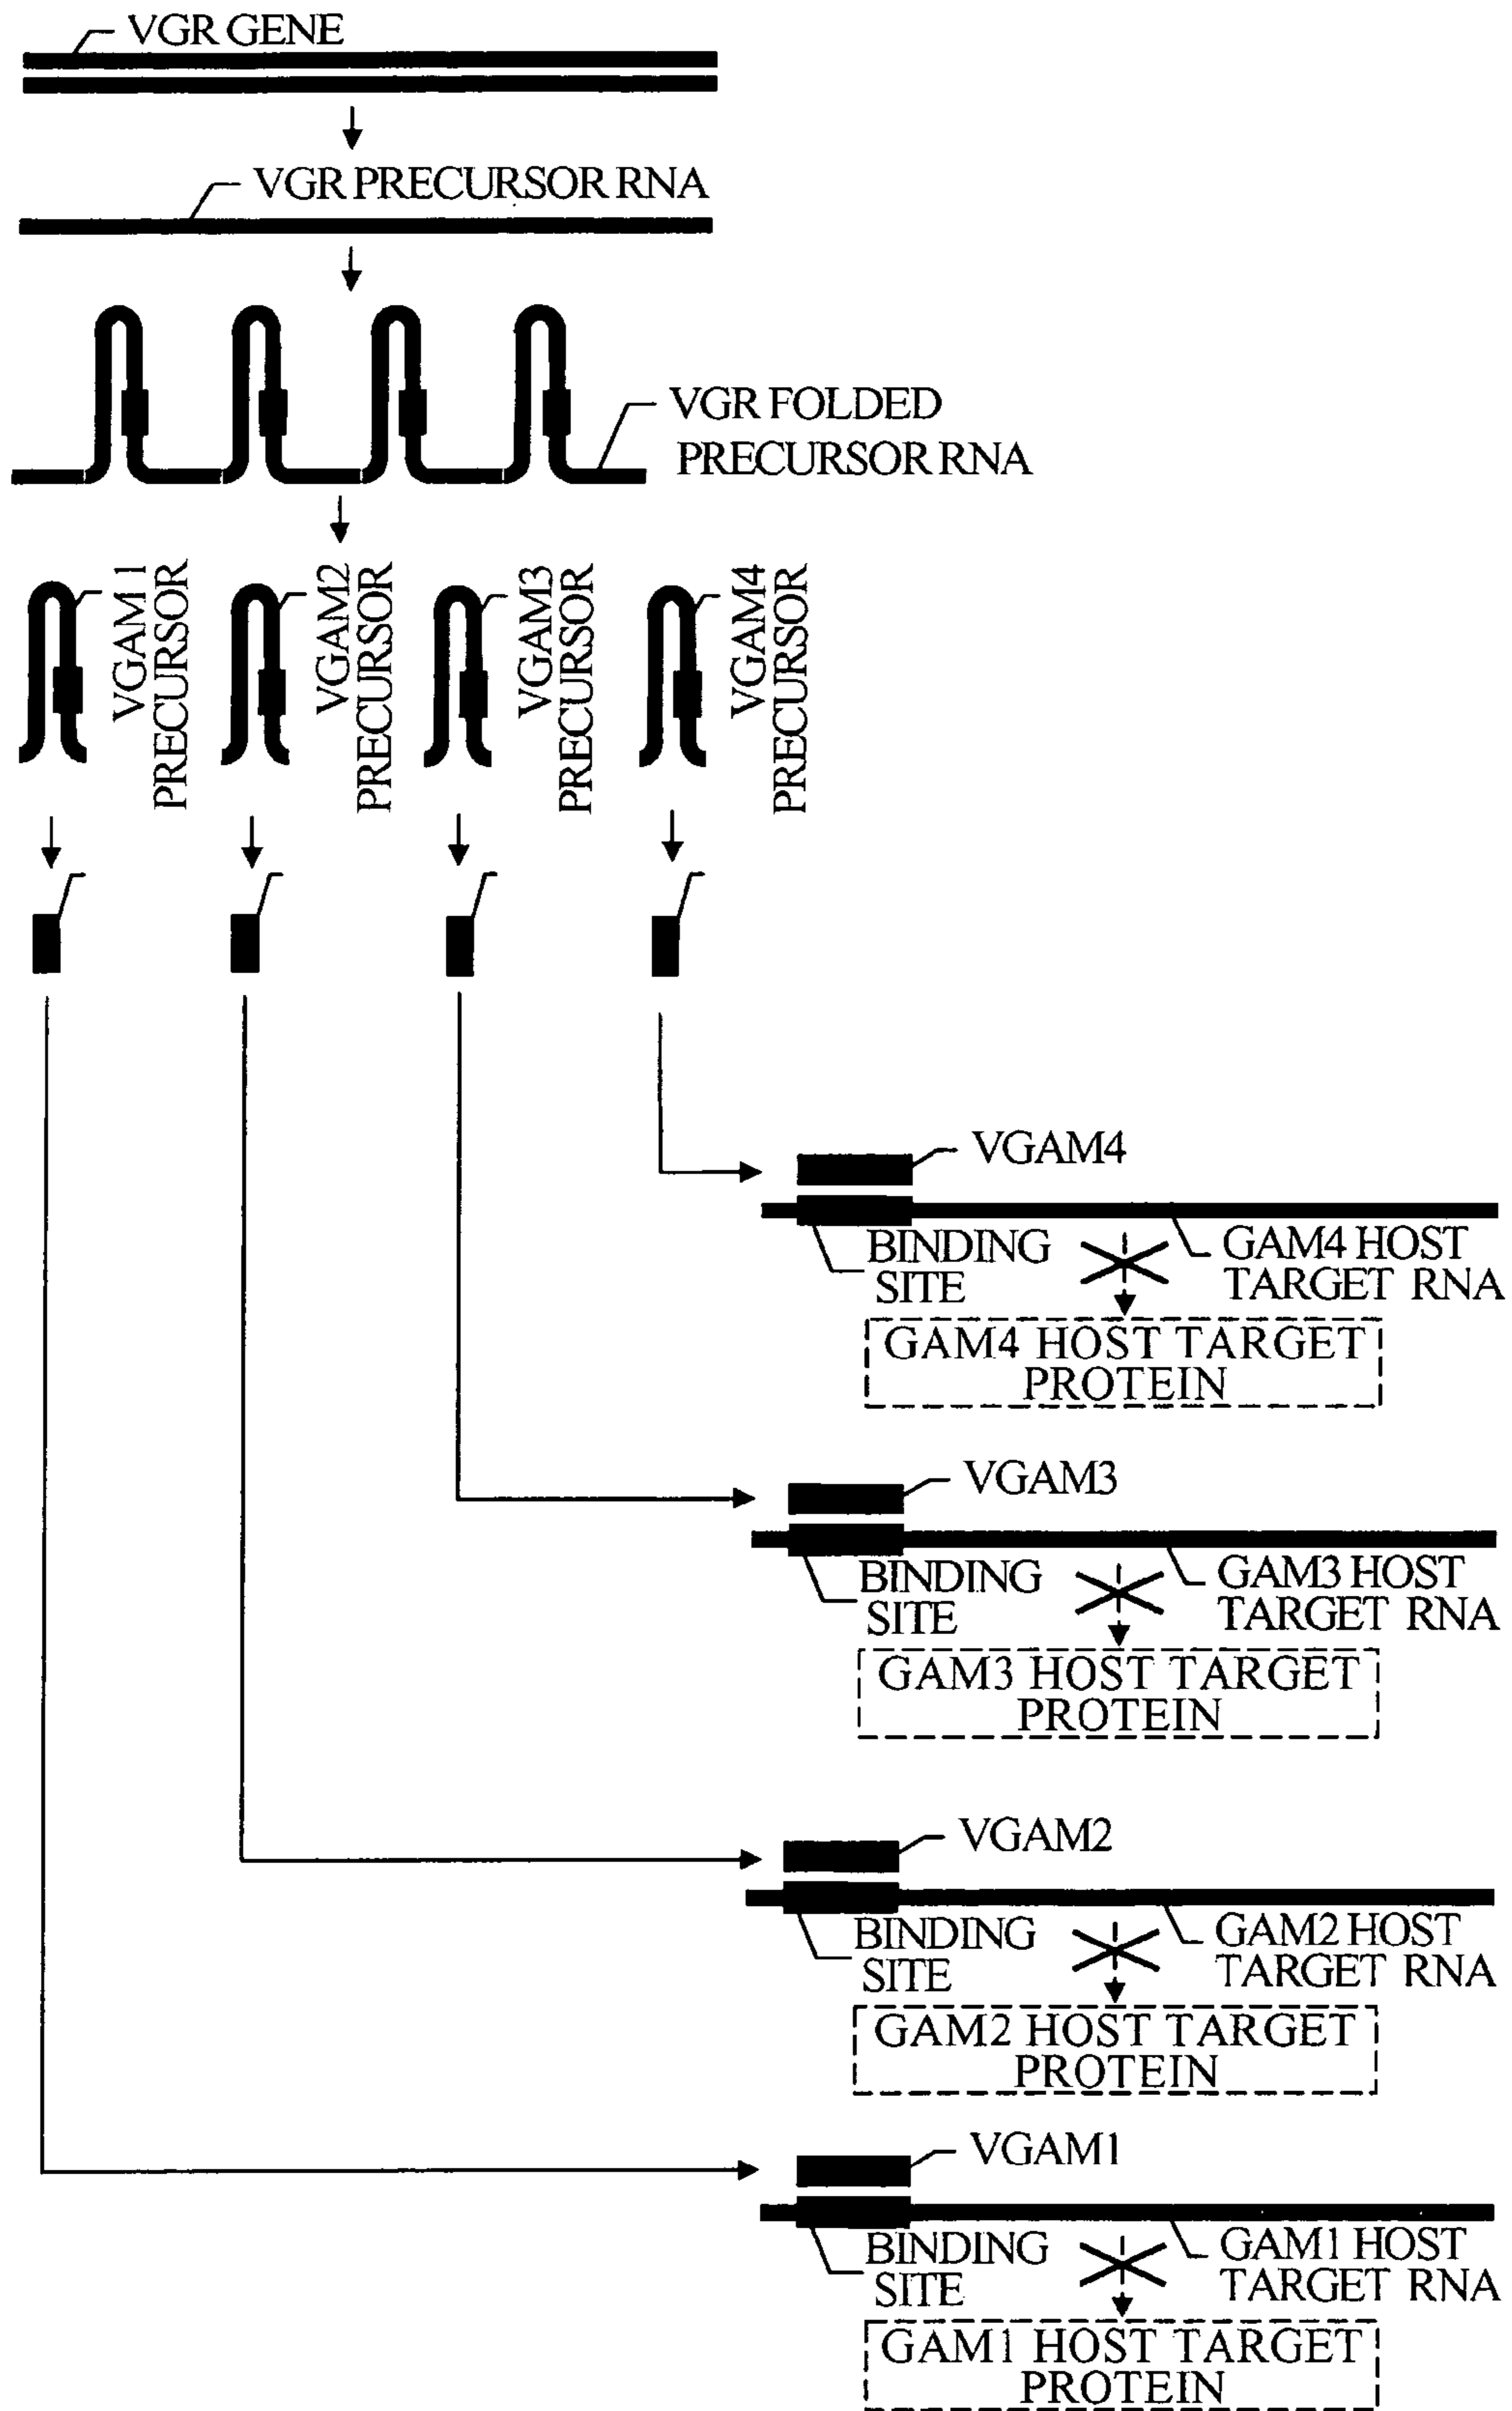 VGR GENE
VGR PRECURSOR RNA
VGR FOLDED
PRECURSOR RNA
VGAM 1
PRECURSOR
VGAM2
PRECURSOR
VGAM3
PRECURSOR
VGAM4
PRECURSOR
VGAM4
BINDING
SITE
GAM4 HOST
TARGET RNA
GAM4 HOST TARGET
PROTEIN
VGAM3
BINDING
SITE
GAM3 HOST
TARGET RNA
GAM3 HOST TARGET
PROTEIN
VGAM2
BINDING
SITE
GAM2 HOST
TARGET RNA
GAM2 HOST TARGET
PROTEIN
VGAM1
BINDING
SITE
GAM1 HOST
TARGET RNA
GAM1 HOST TARGET
PROTEIN